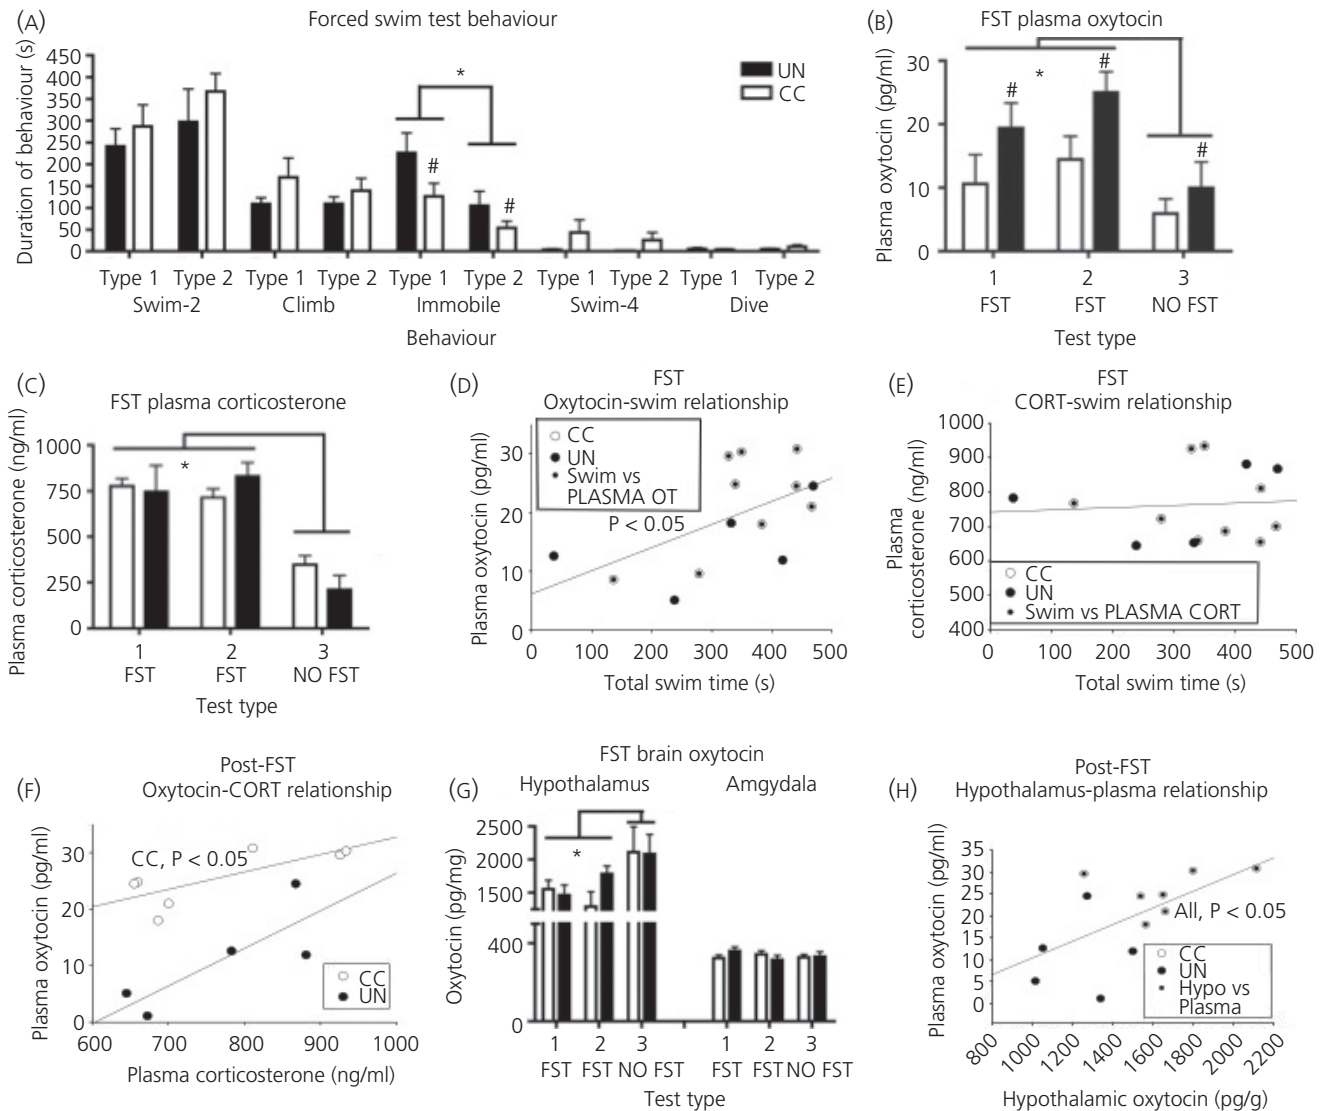 (A)
Forced swim test behaviour
Duration of behaviour (s)
450
400
350
300
250
200
150
100
50
0
*
#
#
UN
CC
Type 1 Type 2 Type 1 Type 2 Type 1 Type 2 Type 1 Type 2 Type 1 Type 2
Swim-2 Climb Immobile Swim-4 Dive
Behaviour
(B)
FST plasma oxytocin
Plasma oxytocin (pg/ml)
30
20
10
0
*
#
#
#
1 2 3
FST FST NO FST
Test type
(C)
FST plasma corticosterone
Plasma corticosterone (ng/ml)
1000
750
500
250
0
*
1 2 3
FST FST NO FST
Test type
(D)
FST
Oxytocin-swim relationship
Plasma oxytocin (pg/ml)
30
20
10
0
CC
UN
Swim vs
PLASMA OT
P < 0.05
0 100 200 300 400 500
Total swim time (s)
(E)
FST
CORT-swim relationship
Plasma
corticosterone (ng/ml)
1000
900
800
700
600
500
400
CC
UN
Swim vs PLASMA CORT
0 100 200 300 400 500
Total swim time (s)
(F)
Post-FST
Oxytocin-CORT relationship
Plasma oxytocin (pg/ml)
30
20
10
0
CC, P < 0.05
CC
UN
600 700 800 900 1000
Plasma corticosterone (ng/ml)
(G)
FST brain oxytocin
Hypothalamus Amygdala
Oxytocin (pg/mg)
2500
2000
1500
400
0
*
1 2 3 1 2 3
FST FST NO FST FST FST NO FST
Test type
(H)
Post-FST
Hypothalamus-plasma relationship
Plasma oxytocin (pg/ml)
35
30
25
20
15
10
5
0
All, P < 0.05
CC
UN
Hypo vs
Plasma
800 1000 1200 1400 1600 1800 2000 2200
Hypothalamic oxytocin (pg/g)